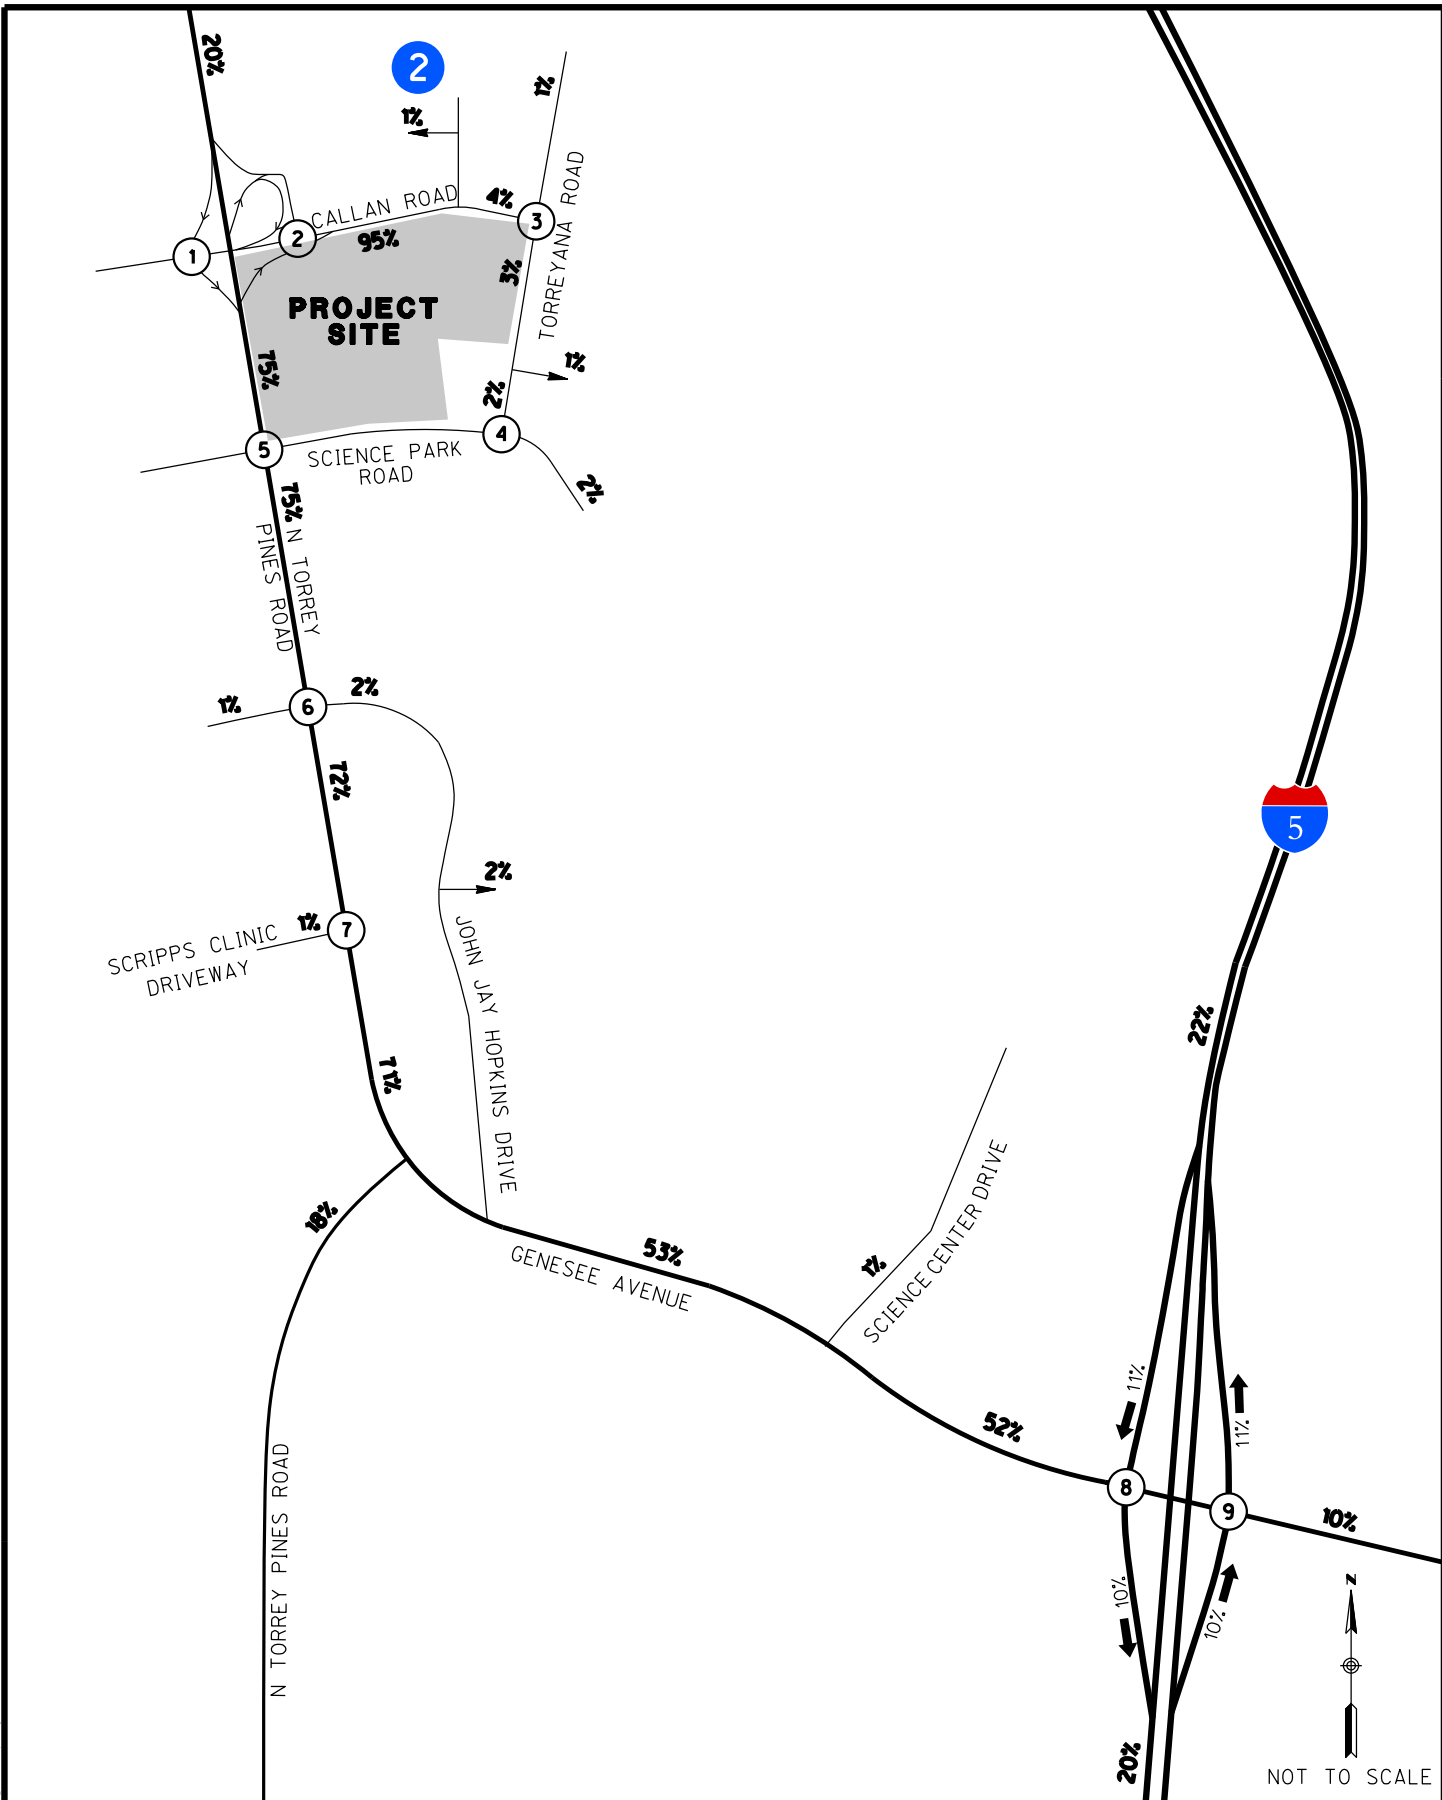 20%
2
1%
1%
CALLAN ROAD
4%
3
TORREYANA ROAD
1
2
95%
3%
PROJECT
SITE
75%
1%
2%
5
4
SCIENCE PARK
ROAD
2%
75%
N TORREY
PINES ROAD
1%
6
2%
72%
5
2%
SCRIPPS CLINIC
DRIVEWAY
1%
7
JOHN JAY HOPKINS DRIVE
22%
71%
18%
53%
GENESEE AVENUE
1%
SCIENCE CENTER DRIVE
11%
11%
52%
8
9
10%
N TORREY PINES ROAD
10%
10%
N
20%
NOT TO SCALE